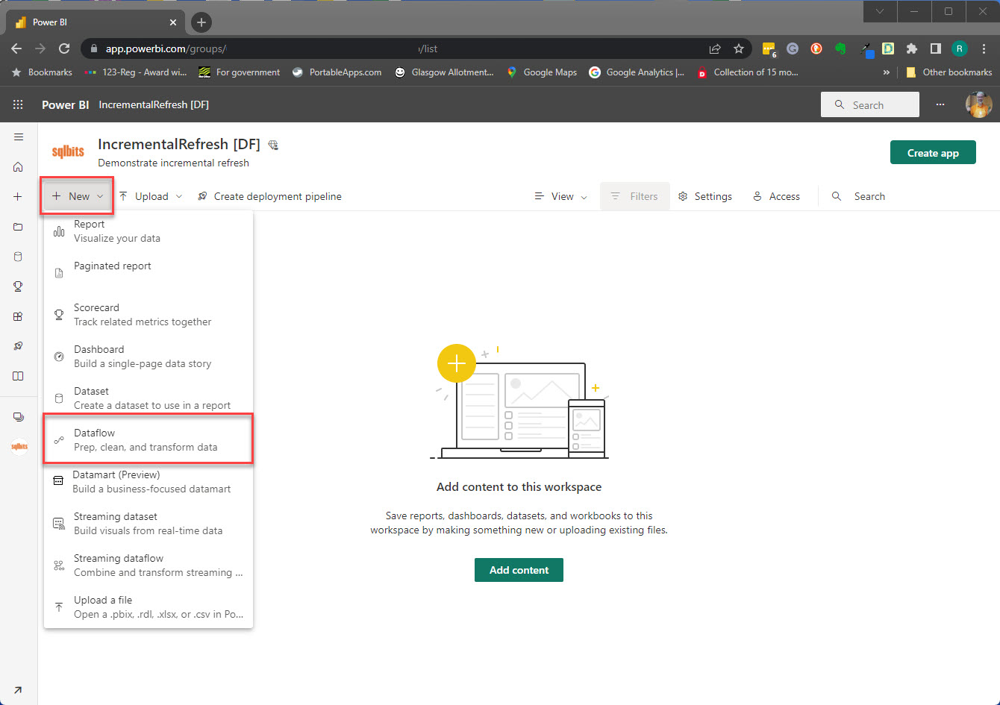 Power BI
app.powerbi.com/groups/ /list
6
R
Bookmarks 123-Reg - Award wi... For government PortableApps.com Glasgow Allotment... Google Maps Google Analytics |... Collection of 15 mo... » Other bookmarks
Power BI IncrementalRefresh [DF] Search ...
sqlbits
IncrementalRefresh [DF]
Demonstrate incremental refresh
Create app
New Upload Create deployment pipeline View Filters Settings Access Search
Report
Visualize your data
Paginated report
Scorecard
Track related metrics together
Dashboard
Build a single-page data story
Dataset
Create a dataset to use in a report
Dataflow
Prep, clean, and transform data
sqlbits
Datamart (Preview)
Build a business-focused datamart
Streaming dataset
Build visuals from real-time data
Streaming dataflow
Combine and transform streaming ...
Upload a file
Open a .pbix, .rdl, .xlsx, or .csv in Po...
Add content to this workspace
Save reports, dashboards, datasets, and workbooks to this
workspace by making something new or uploading existing files.
Add content